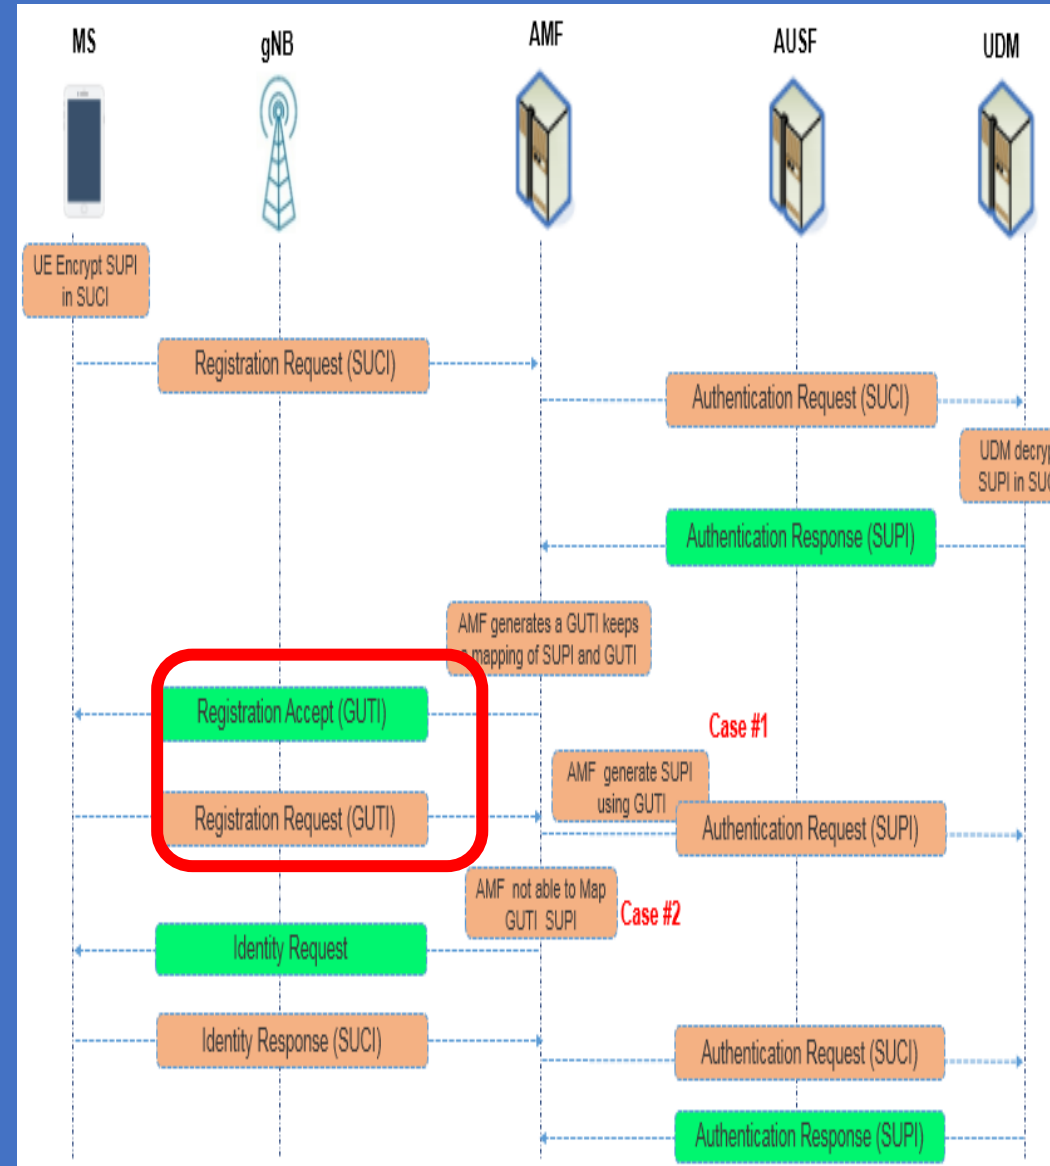 MS
gNB
AMF
AUSF
UDM
UE Encrypt SUPI
in SUCI
Registration Request (SUCI)
Authentication Request (SUCI)
UDM decryp
SUPI in SUC
Authentication Response (SUPI)
AMF generates a GUTI keeps
a mapping of SUPI and GUTI
Registration Accept (GUTI)
Case #1
AMF generate SUPI
using GUTI
Registration Request (GUTI)
Authentication Request (SUPI)
AMF not able to Map
GUTI SUPI
Case #2
Identity Request
Identity Response (SUCI)
Authentication Request (SUCI)
Authentication Response (SUPI)